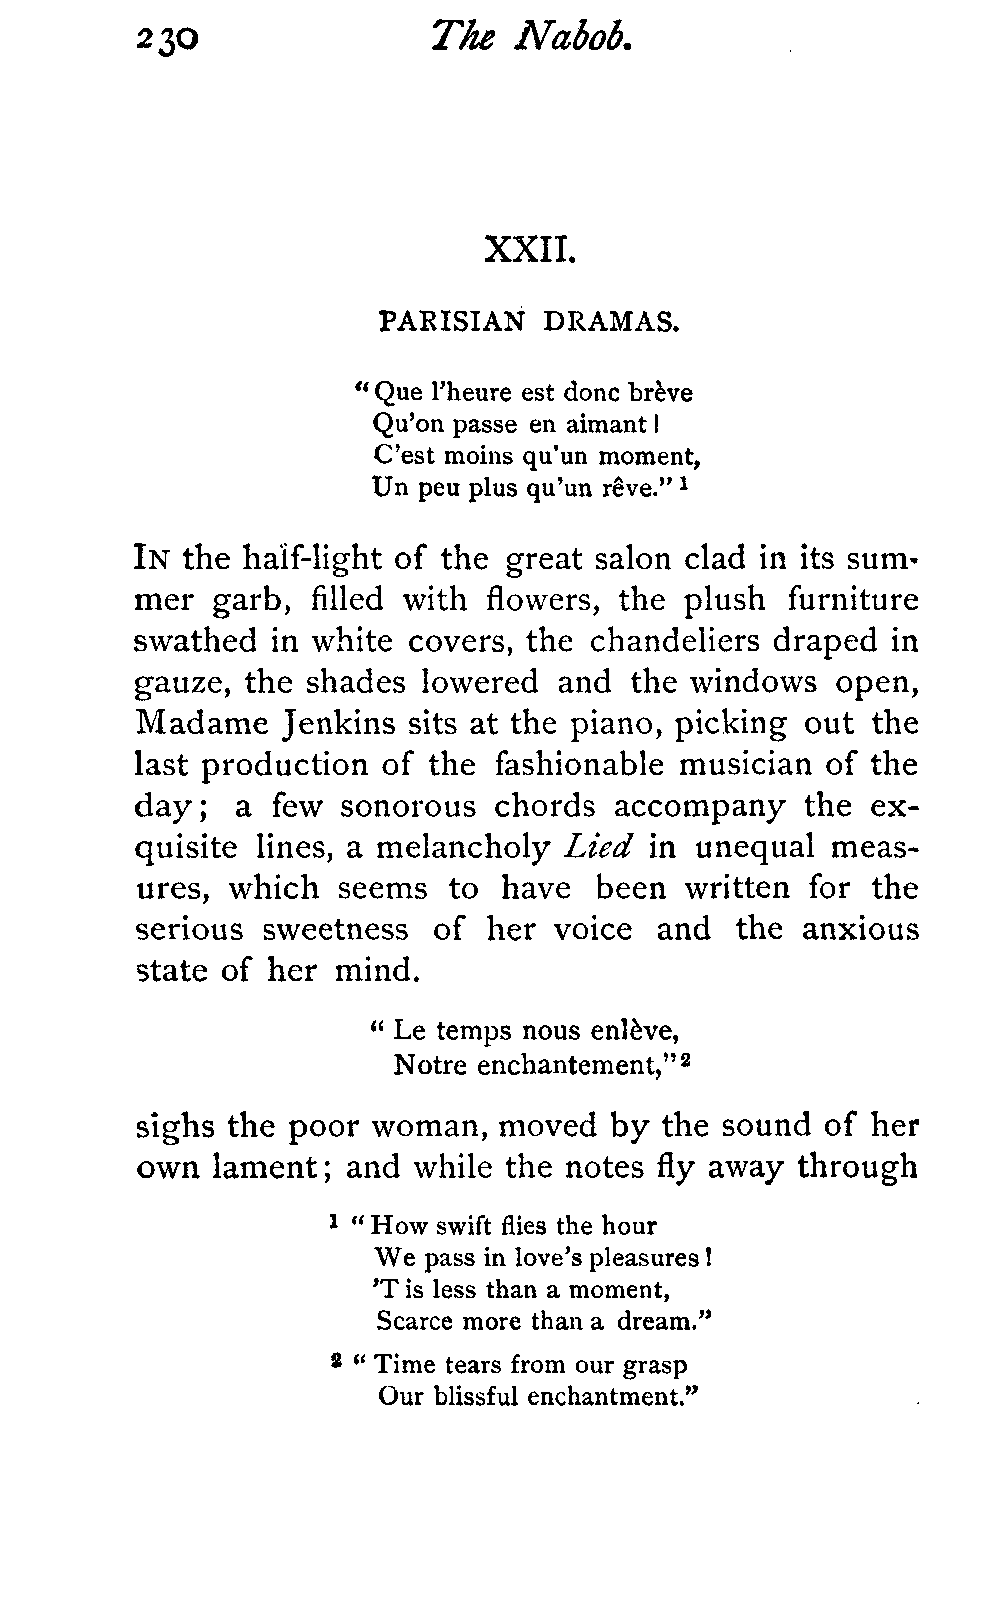 230 The Nabob.
XXII.
PARISIAN DRAMAS.
“Que l’heure est donc brève
Qu’on passe en aimant!
C’est moins qu’un moment,
Un peu plus qu’un rêve.” 1
IN the half-light of the great salon clad in its sum-
mer garb, filled with flowers, the plush furniture
swathed in white covers, the chandeliers draped in
gauze, the shades lowered and the windows open,
Madame Jenkins sits at the piano, picking out the
last production of the fashionable musician of the
day; a few sonorous chords accompany the ex-
quisite lines, a melancholy Lied in unequal meas-
ures, which seems to have been written for the
serious sweetness of her voice and the anxious
state of her mind.
“Le temps nous enlève,
Notre enchantement,” 2
sighs the poor woman, moved by the sound of her
own lament; and while the notes fly away through
1 “How swift flies the hour
We pass in love’s pleasures!
’T is less than a moment,
Scarce more than a dream.”
2 “Time tears from our grasp
Our blissful enchantment.”